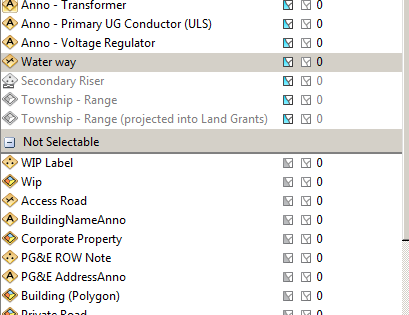 Anno - Transformer 0
Anno - Primary UG Conductor (ULS) 0
Anno - Voltage Regulator 0
Water way 0
Secondary Riser 0
Township - Range 0
Township - Range (projected into Land Grants) 0
Not Selectable
WIP Label 0
Wip 0
Access Road 0
BuildingNameAnno 0
Corporate Property 0
PG&E ROW Note 0
PG&E AddressAnno 0
Building (Polygon) 0
Private Road 0